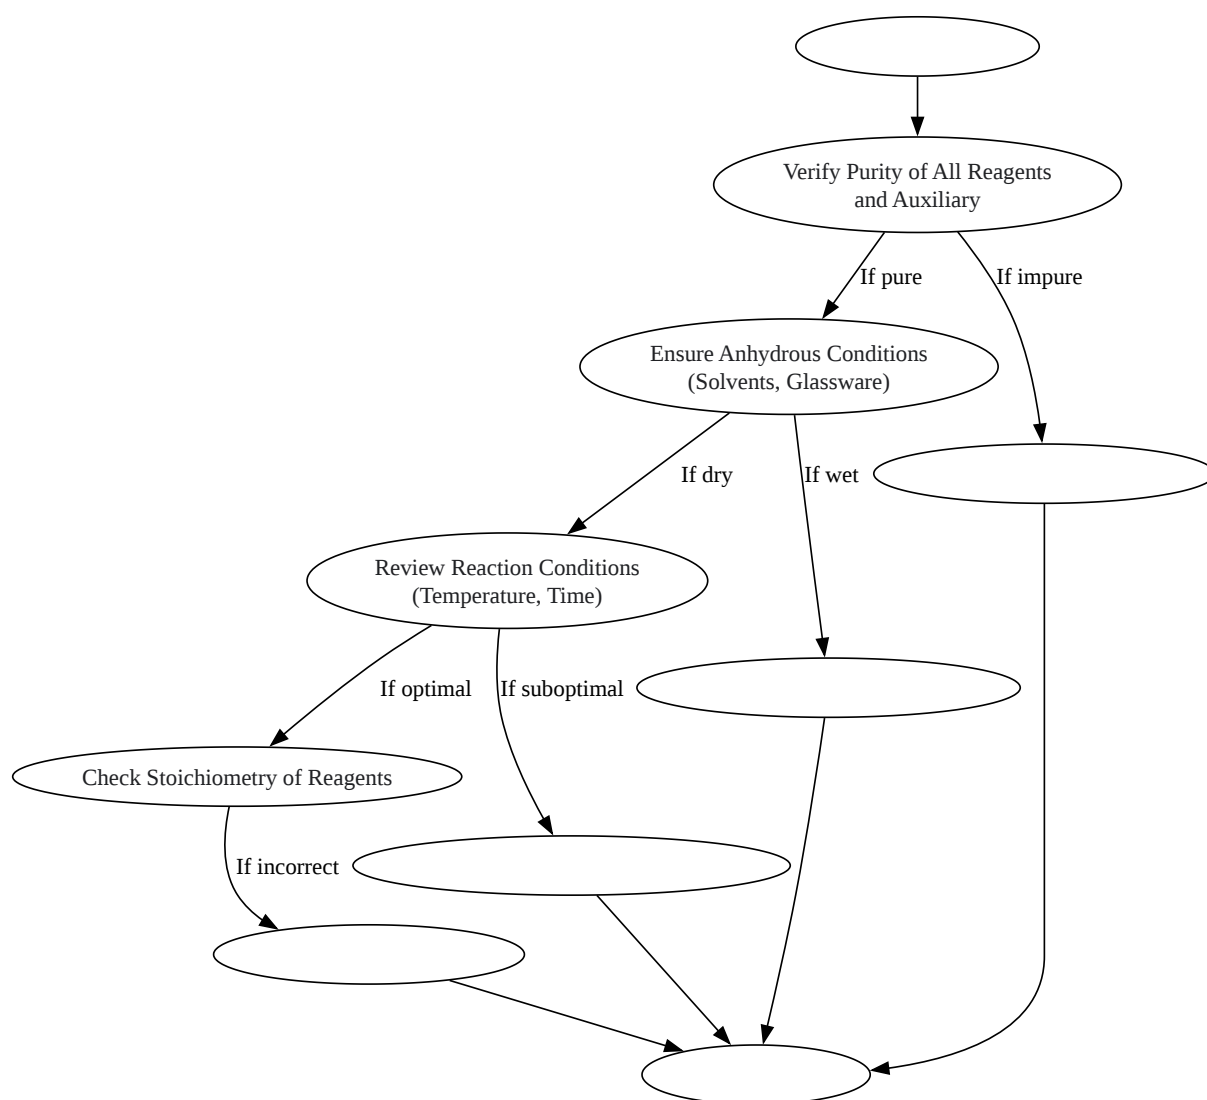 Verify Purity of All Reagents
and Auxiliary
If pure
If impure
Ensure Anhydrous Conditions
(Solvents, Glassware)
If dry
If wet
Review Reaction Conditions
(Temperature, Time)
If optimal
If suboptimal
Check Stoichiometry of Reagents
If incorrect